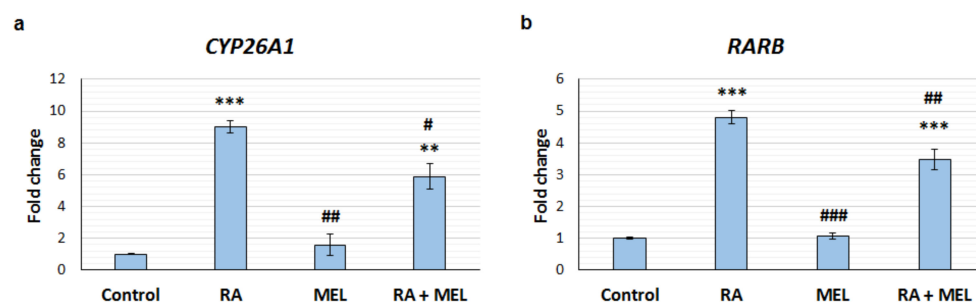 a
CYP26A1
Fold change
12
10
8
6
4
2
0
***
##
#
**
Control RA MEL RA + MEL
b
RARB
Fold change
6
5
4
3
2
1
0
***
###
##
***
Control RA MEL RA + MEL